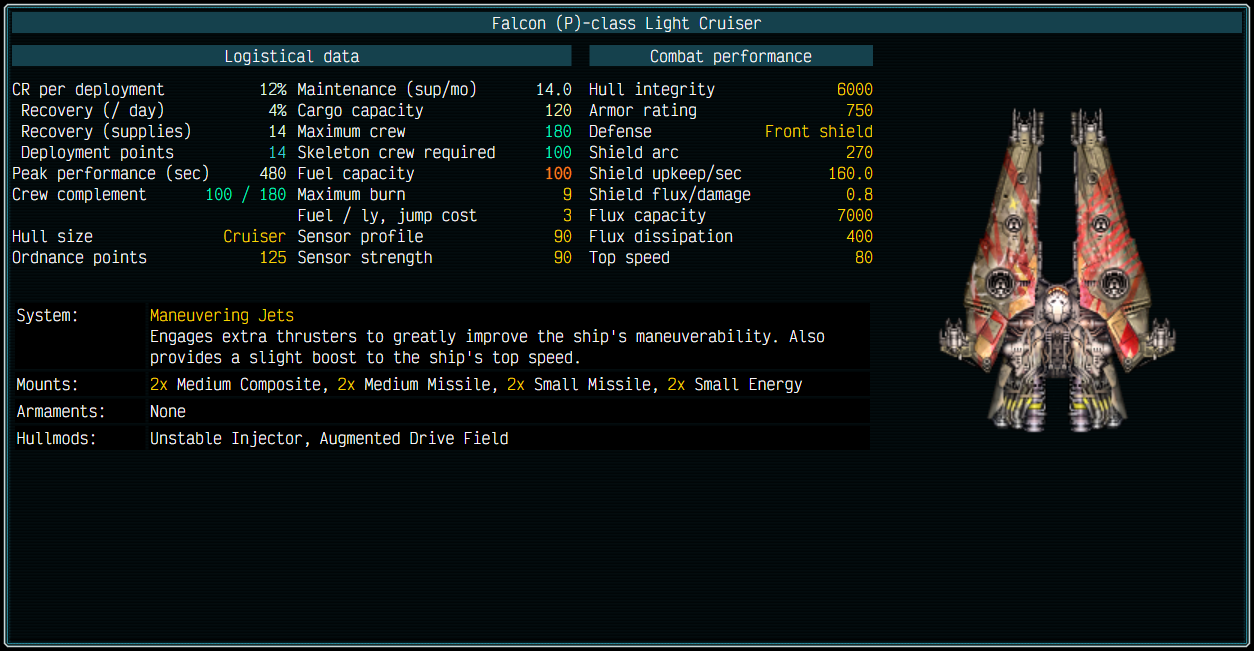 Falcon (P)-class Light Cruiser
Logistical data
CR per deployment 12% Maintenance (sup/mo) 14.0
Recovery (/ day) 4% Cargo capacity 120
Recovery (supplies) 14 Maximum crew 180
Deployment points 14 Skeleton crew required 100
Peak performance (sec) 480 Fuel capacity 100
Crew complement 100 / 180 Maximum burn 9
Fuel / ly, jump cost 3
Hull size Cruiser Sensor profile 90
Ordnance points 125 Sensor strength 90
Combat performance
Hull integrity 6000
Armor rating 750
Defense Front shield
Shield arc 270
Shield upkeep/sec 160.0
Shield flux/damage 0.8
Flux capacity 7000
Flux dissipation 400
Top speed 80
System: Maneuvering Jets
Engages extra thrusters to greatly improve the ship's maneuverability. Also
provides a slight boost to the ship's top speed.
Mounts: 2x Medium Composite, 2x Medium Missile, 2x Small Missile, 2x Small Energy
Armaments: None
Hullmods: Unstable Injector, Augmented Drive Field